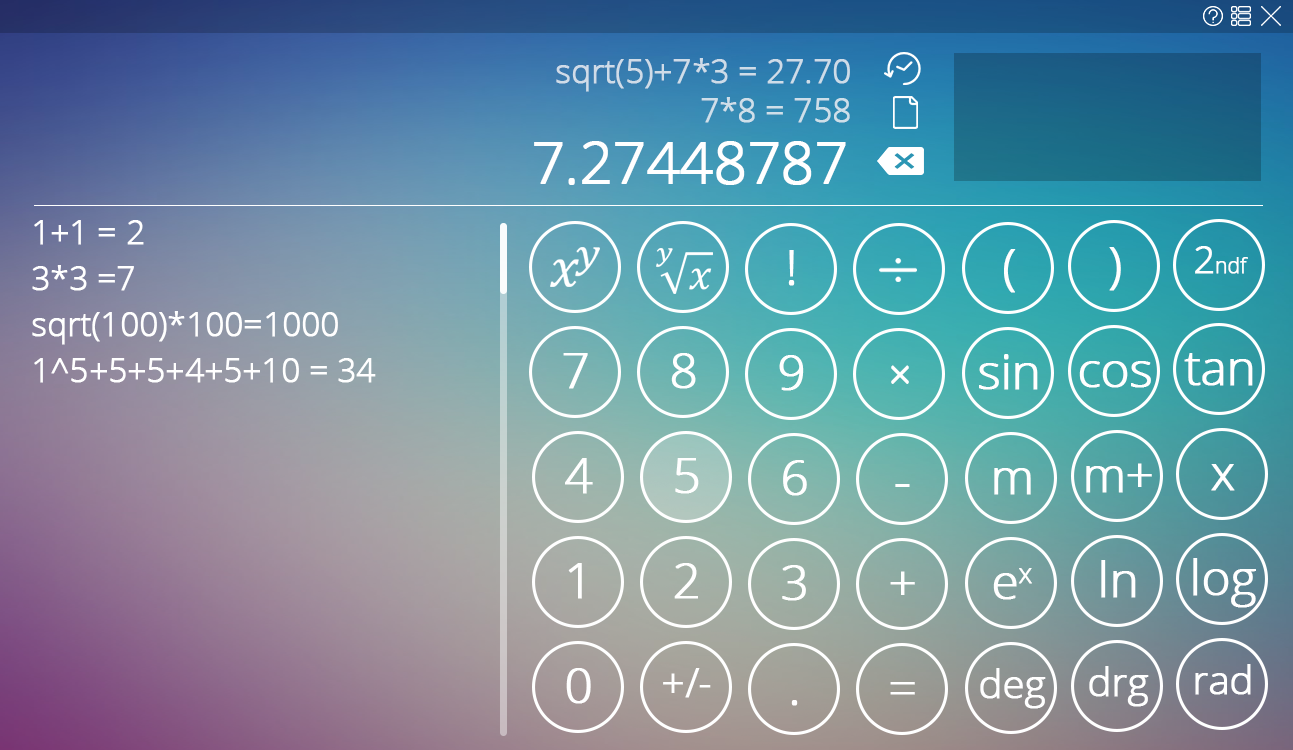 sqrt(5)+7*3 = 27.70
7*8 = 758
7.27448787
1+1 = 2
3*3 =7
sqrt(100)*100=1000
1^5+5+5+4+5+10 = 34
x^y y√x ! ÷ ( ) 2ndf
7 8 9 × sin cos tan
4 5 6 - m m+ x
1 2 3 + e^x ln log
0 +/- . = deg drg rad